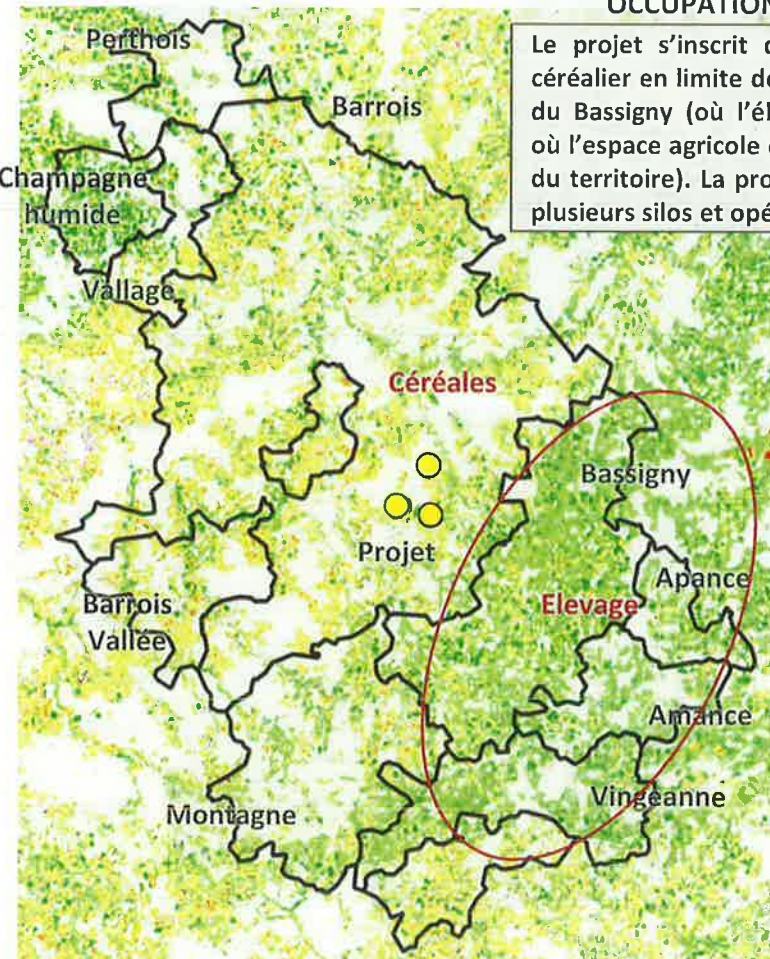 OCCUPATION
Le projet s’inscrit
céréalier en limite
du Bassigny (où l’él
où l’espace agricole
du territoire). La pro
plusieurs silos et opé
Perthois
Barrois
Champagne
humide
Vallage
Céréales
Bassigny
Projet
Apance
Elevage
Barrois
Vallée
Amance
Vingeanne
Montagne